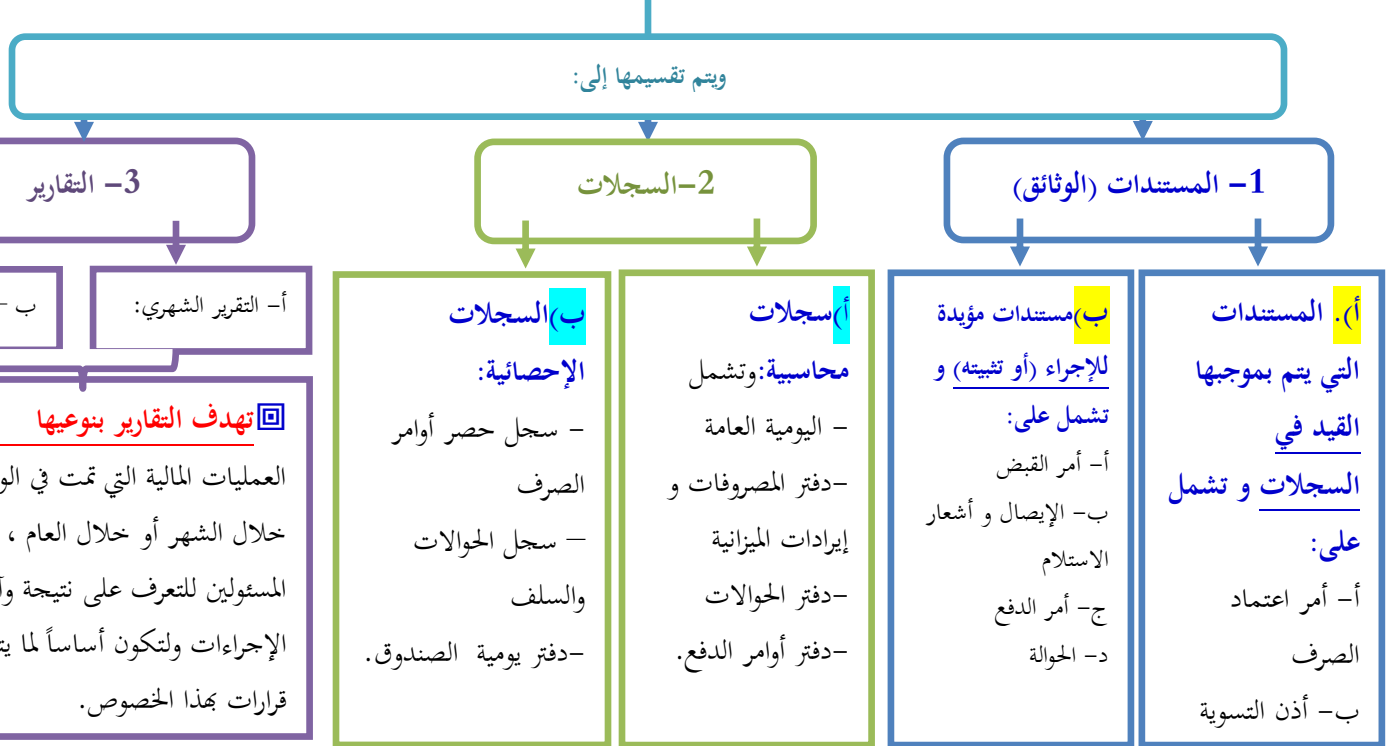 ويتم تقسيمها إلى:
1- المستندات (الوثائق)
2-السجلات
3- التقارير
أ). المستندات
التي يتم بموجبها
القيد في
السجلات و تشمل
على:
أ- أمر اعتماد
الصرف
ب- أذن التسوية
ب)مستندات مؤيدة
للإجراء (أو تثبيته) و
تشمل على:
أ- أمر القبض
ب- الإيصال و أشعار
الاستلام
ج- أمر الدفع
د- الحوالة
أ)سجلات
محاسبية:وتشمل
- اليومية العامة
-دفتر المصروفات و
إيرادات الميزانية
-دفتر الحوالات
-دفتر أوامر الدفع.
ب)السجلات
الإحصائية:
- سجل حصر أوامر
الصرف
– سجل الحوالات
والسلف
-دفتر يومية الصندوق.
أ- التقرير الشهري:
ب -
تهدف التقارير بنوعيها
العمليات المالية التي تمت في
خلال الشهر أو خلال العام ،
المسئولين للتعرف على نتيجة
الإجراءات ولتكون أساساً لما
قرارات بهذا الخصوص.